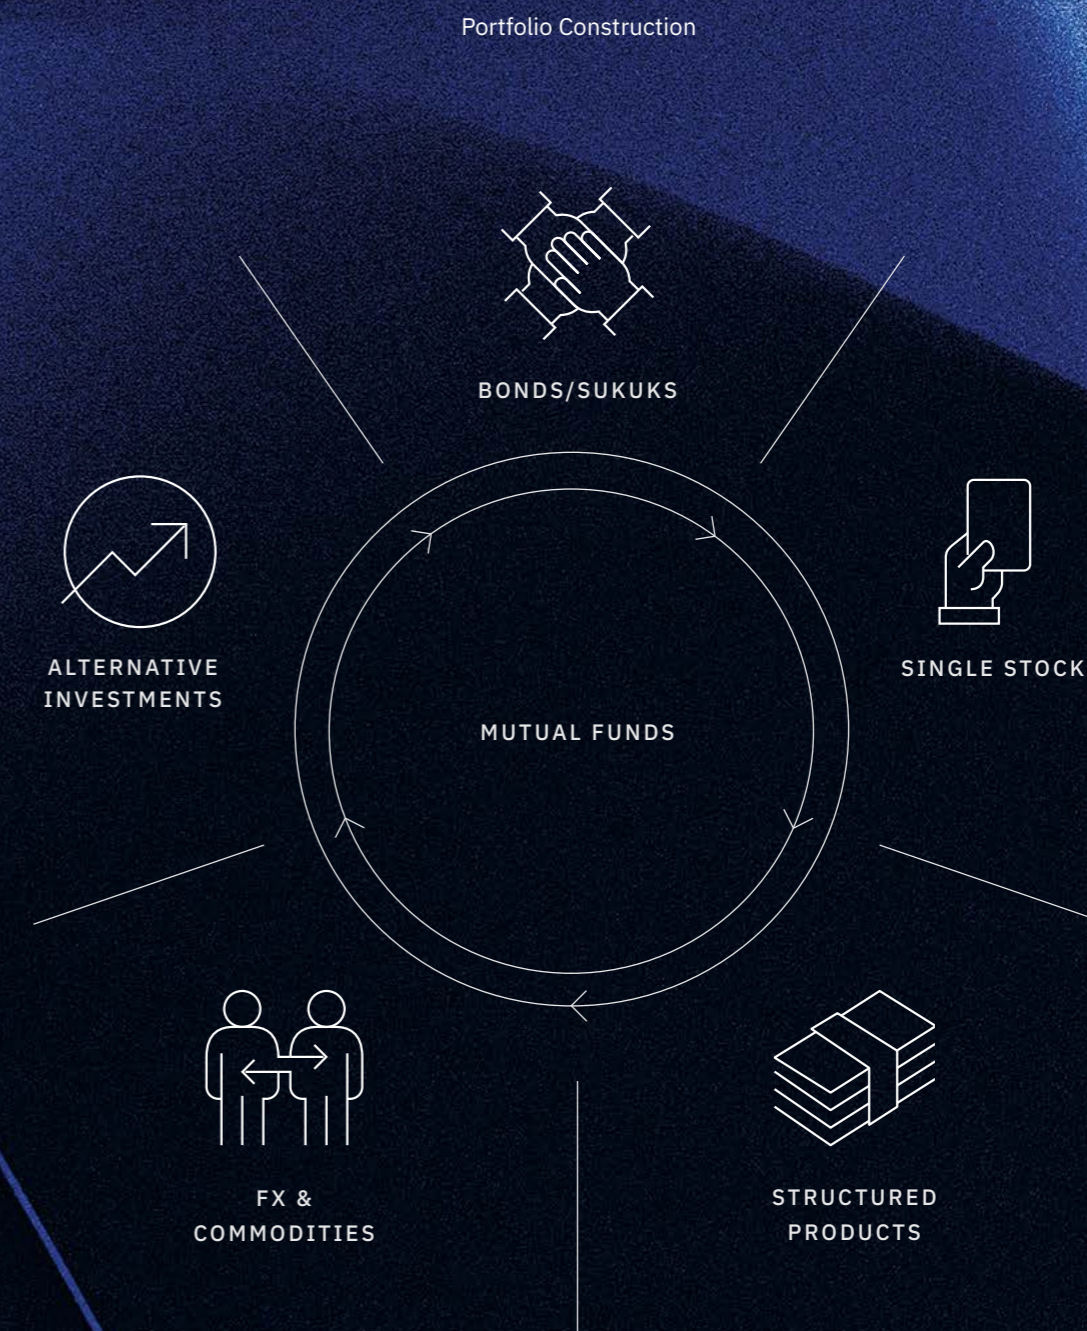 Portfolio Construction
BONDS/SUKUKS
ALTERNATIVE
INVESTMENTS
SINGLE STOCK
MUTUAL FUNDS
FX &
COMMODITIES
STRUCTURED
PRODUCTS